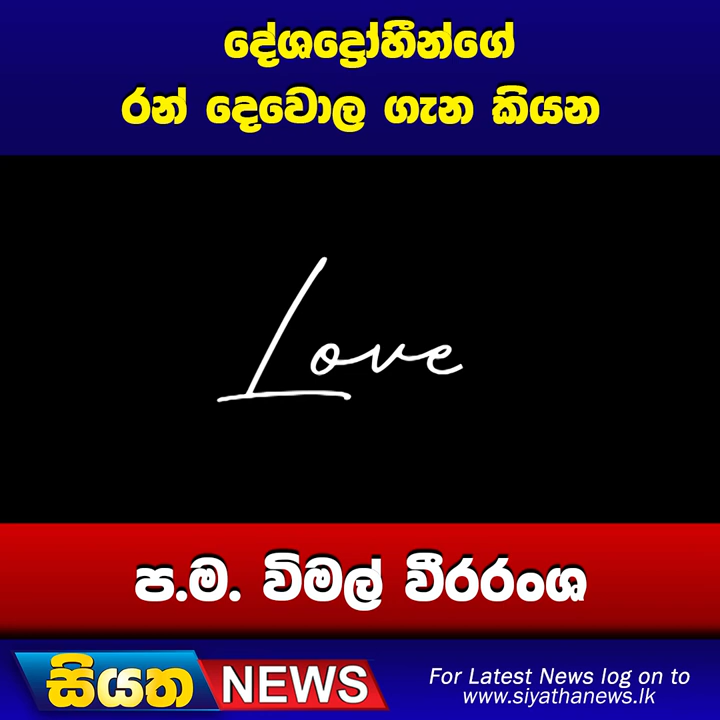 දේශද්‍රෝහීන්ගේ
රන් දෙවොල ගැන කියන
Love
ප.ම. විමල් වීරරංශ
සියත NEWS
For Latest News log on to
www.siyathanews.lk